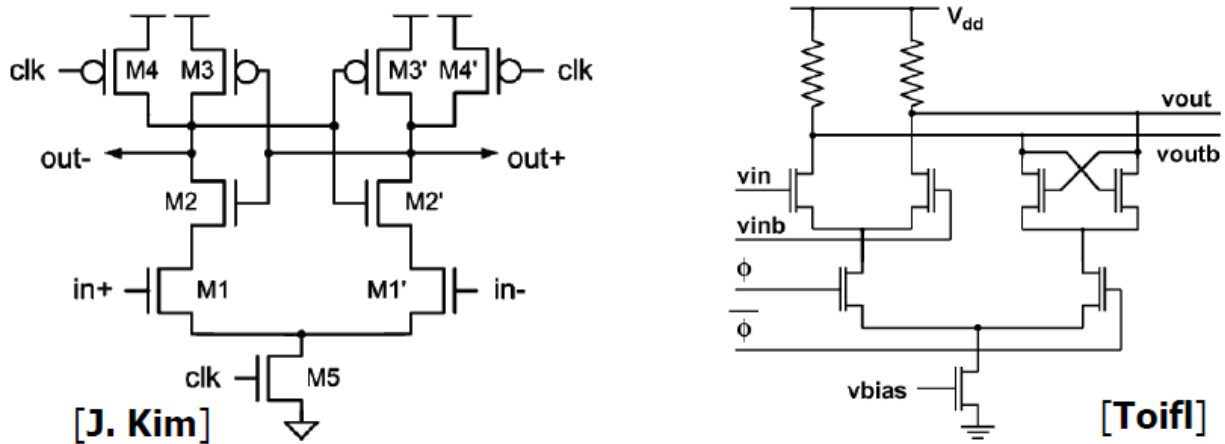 clk
M4
M3
M3'
M4'
clk
out-
out+
M2
M2'
in+
M1
M1'
in-
clk
M5
[J. Kim]
Vdd
vout
voutb
vin
vinb
ϕ
ϕ̅
vbias
[Toifl]